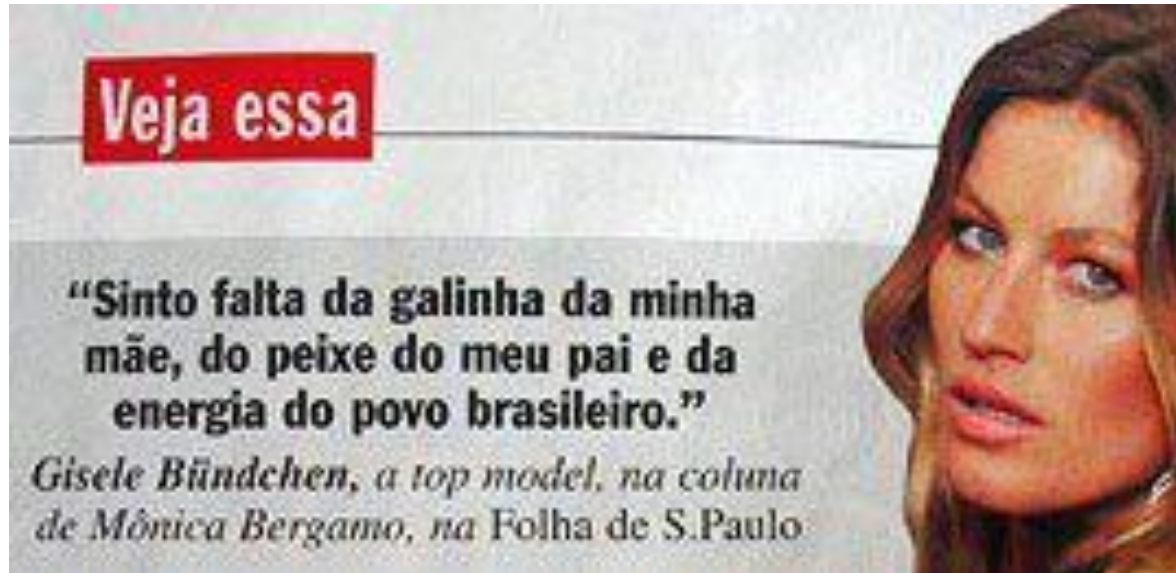 Veja essa
“Sinto falta da galinha da minha
mãe, do peixe do meu pai e da
energia do povo brasileiro.”
Gisele Bündchen, a top model, na coluna
de Mônica Bergamo, na Folha de S.Paulo